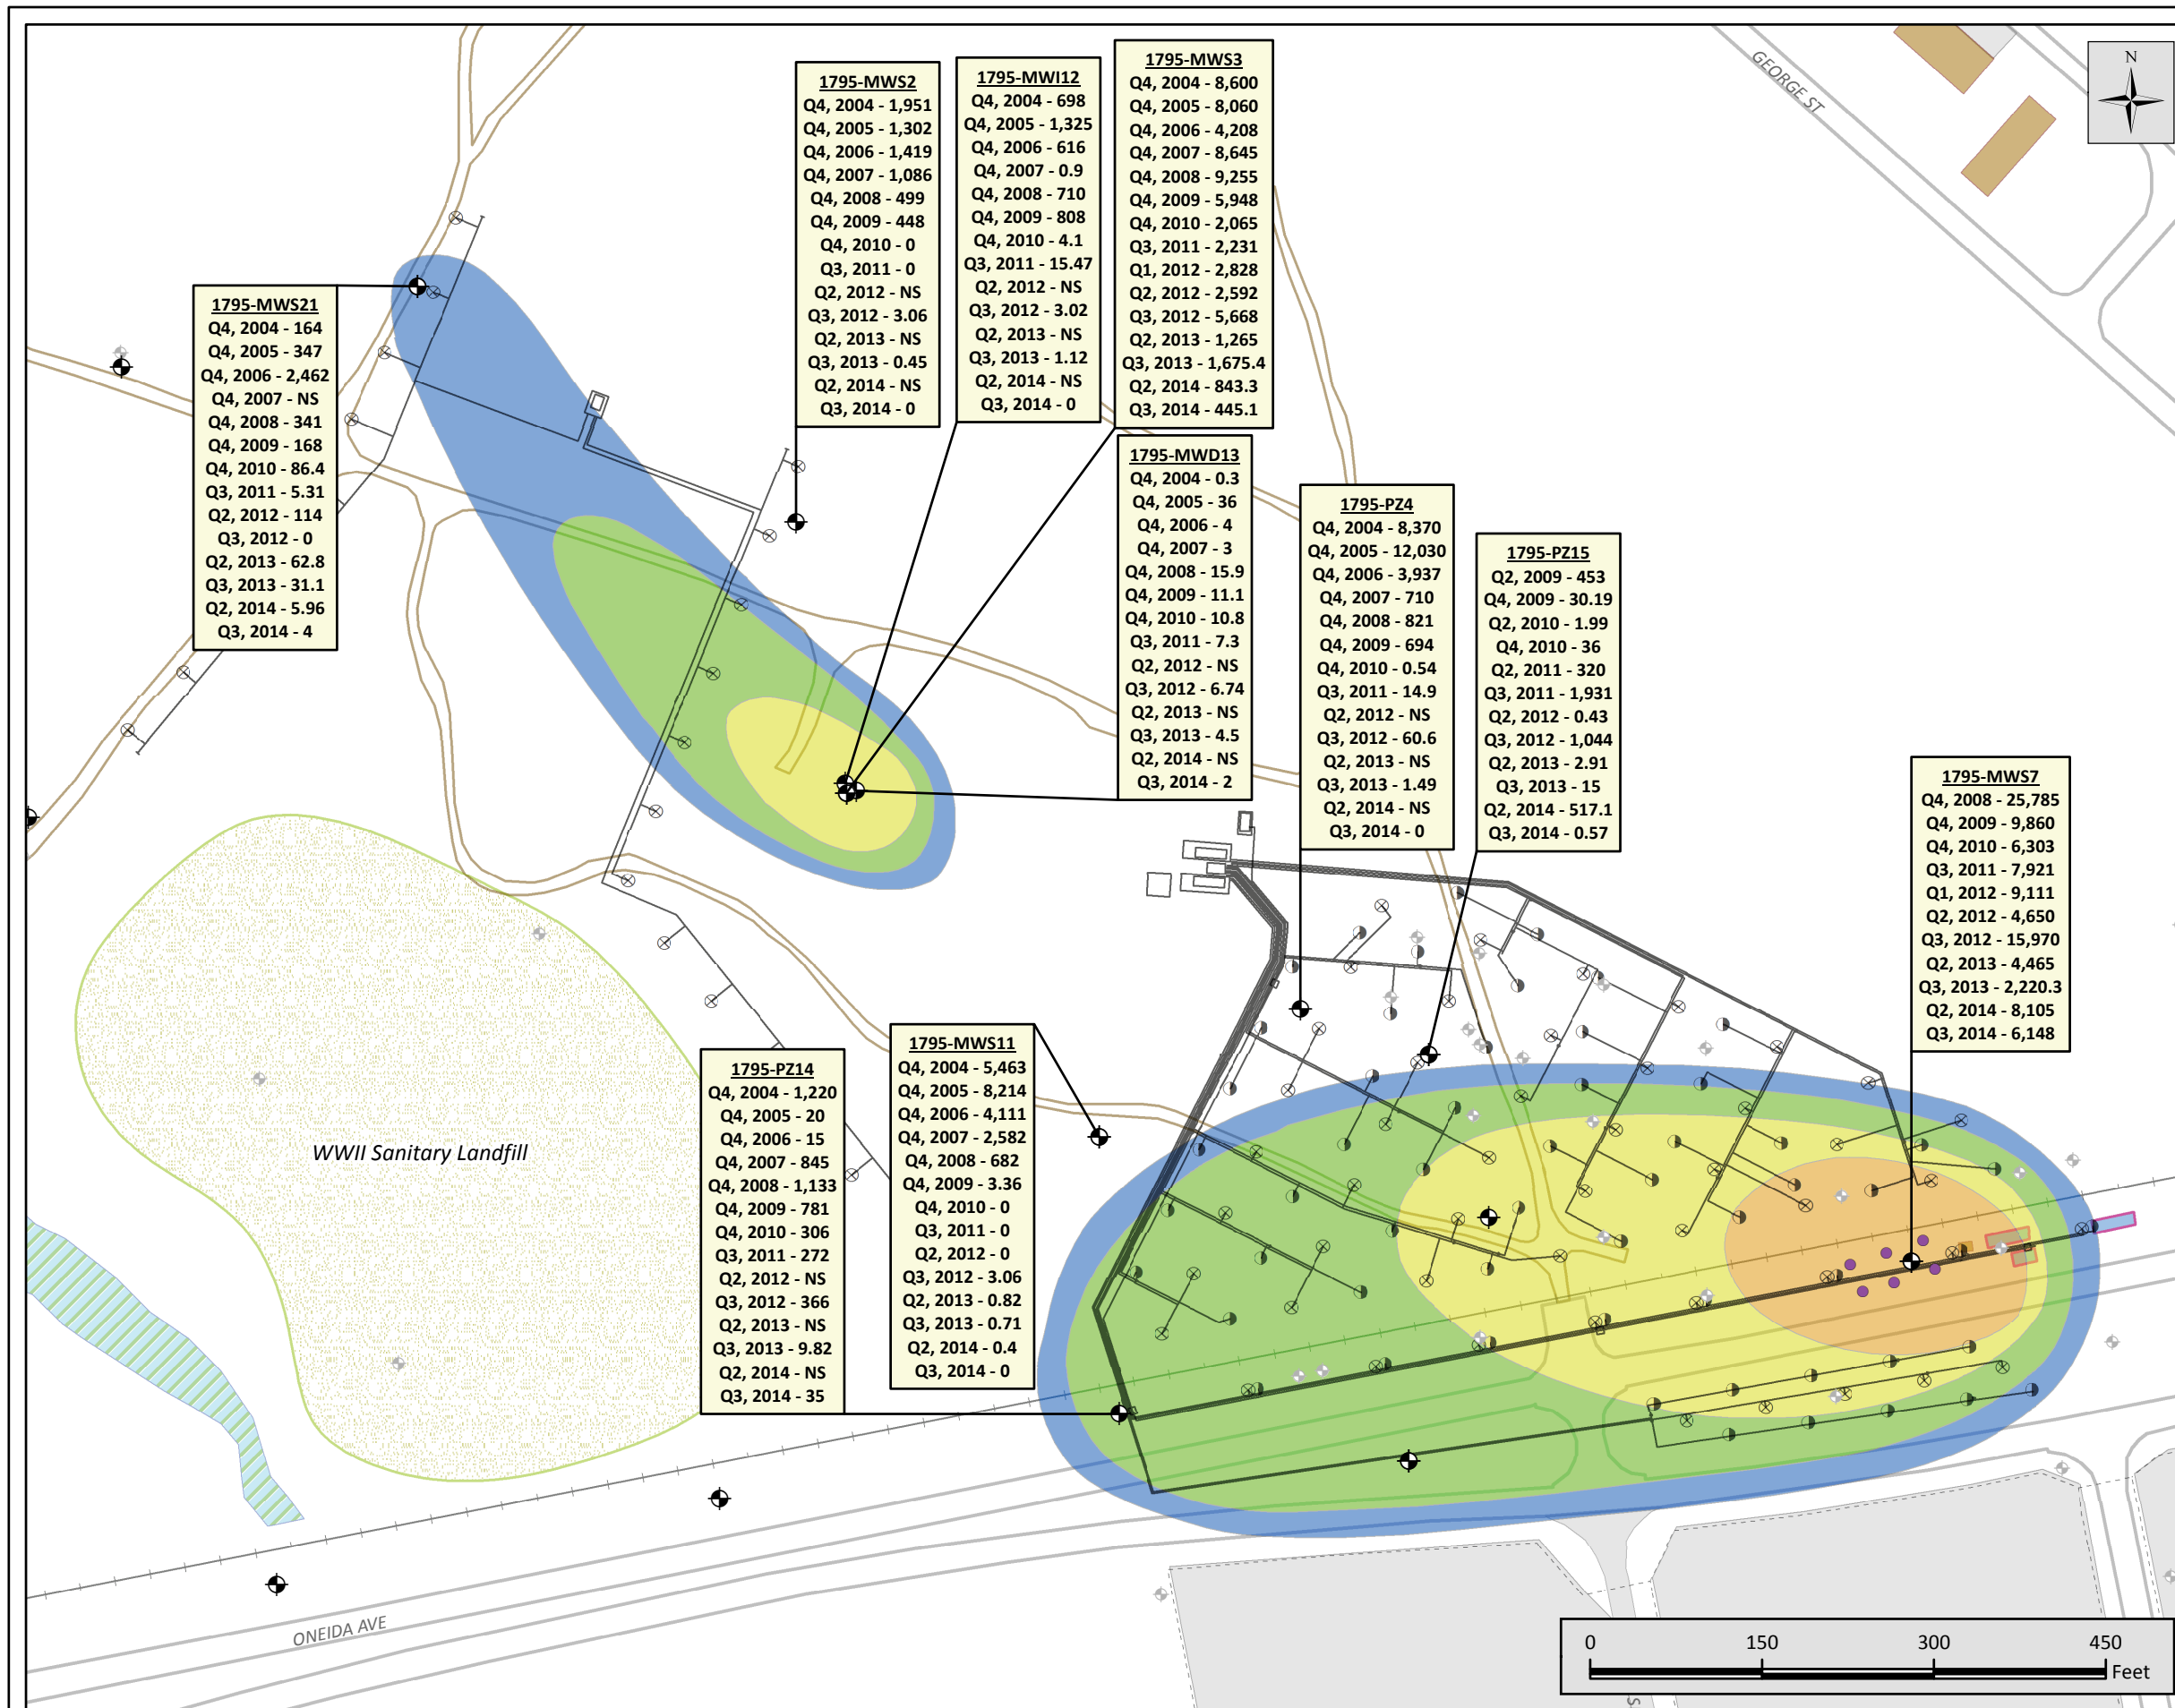 GEORGE ST
N
1795-MWS2
Q4, 2004 - 1,951
Q4, 2005 - 1,302
Q4, 2006 - 1,419
Q4, 2007 - 1,086
Q4, 2008 - 499
Q4, 2009 - 448
Q4, 2010 - 0
Q3, 2011 - 0
Q2, 2012 - NS
Q3, 2012 - 3.06
Q2, 2013 - NS
Q3, 2013 - 0.45
Q2, 2014 - NS
Q3, 2014 - 0
1795-MWI12
Q4, 2004 - 698
Q4, 2005 - 1,325
Q4, 2006 - 616
Q4, 2007 - 0.9
Q4, 2008 - 710
Q4, 2009 - 808
Q4, 2010 - 4.1
Q3, 2011 - 15.47
Q2, 2012 - NS
Q3, 2012 - 3.02
Q2, 2013 - NS
Q3, 2013 - 1.12
Q2, 2014 - NS
Q3, 2014 - 0
1795-MWS3
Q4, 2004 - 8,600
Q4, 2005 - 8,060
Q4, 2006 - 4,208
Q4, 2007 - 8,645
Q4, 2008 - 9,255
Q4, 2009 - 5,948
Q4, 2010 - 2,065
Q3, 2011 - 2,231
Q1, 2012 - 2,828
Q2, 2012 - 2,592
Q3, 2012 - 5,668
Q2, 2013 - 1,265
Q3, 2013 - 1,675.4
Q2, 2014 - 843.3
Q3, 2014 - 445.1
1795-MWS21
Q4, 2004 - 164
Q4, 2005 - 347
Q4, 2006 - 2,462
Q4, 2007 - NS
Q4, 2008 - 341
Q4, 2009 - 168
Q4, 2010 - 86.4
Q3, 2011 - 5.31
Q2, 2012 - 114
Q3, 2012 - 0
Q2, 2013 - 62.8
Q3, 2013 - 31.1
Q2, 2014 - 5.96
Q3, 2014 - 4
1795-MWD13
Q4, 2004 - 0.3
Q4, 2005 - 36
Q4, 2006 - 4
Q4, 2007 - 3
Q4, 2008 - 15.9
Q4, 2009 - 11.1
Q4, 2010 - 10.8
Q3, 2011 - 7.3
Q2, 2012 - NS
Q3, 2012 - 6.74
Q2, 2013 - NS
Q3, 2013 - 4.5
Q2, 2014 - NS
Q3, 2014 - 2
1795-PZ4
Q4, 2004 - 8,370
Q4, 2005 - 12,030
Q4, 2006 - 3,937
Q4, 2007 - 710
Q4, 2008 - 821
Q4, 2009 - 694
Q4, 2010 - 0.54
Q3, 2011 - 14.9
Q2, 2012 - NS
Q3, 2012 - 60.6
Q2, 2013 - NS
Q3, 2013 - 1.49
Q2, 2014 - NS
Q3, 2014 - 0
1795-PZ15
Q2, 2009 - 453
Q4, 2009 - 30.19
Q2, 2010 - 1.99
Q4, 2010 - 36
Q2, 2011 - 320
Q3, 2011 - 1,931
Q2, 2012 - 0.43
Q3, 2012 - 1,044
Q2, 2013 - 2.91
Q3, 2013 - 15
Q2, 2014 - 517.1
Q3, 2014 - 0.57
1795-MWS7
Q4, 2008 - 25,785
Q4, 2009 - 9,860
Q4, 2010 - 6,303
Q3, 2011 - 7,921
Q1, 2012 - 9,111
Q2, 2012 - 4,650
Q3, 2012 - 15,970
Q2, 2013 - 4,465
Q3, 2013 - 2,220.3
Q2, 2014 - 8,105
Q3, 2014 - 6,148
WWII Sanitary Landfill
1795-PZ14
Q4, 2004 - 1,220
Q4, 2005 - 20
Q4, 2006 - 15
Q4, 2007 - 845
Q4, 2008 - 1,133
Q4, 2009 - 781
Q4, 2010 - 306
Q3, 2011 - 272
Q2, 2012 - NS
Q3, 2012 - 366
Q2, 2013 - NS
Q3, 2013 - 9.82
Q2, 2014 - NS
Q3, 2014 - 35
1795-MWS11
Q4, 2004 - 5,463
Q4, 2005 - 8,214
Q4, 2006 - 4,111
Q4, 2007 - 2,582
Q4, 2008 - 682
Q4, 2009 - 3.36
Q4, 2010 - 0
Q3, 2011 - 0
Q2, 2012 - 0
Q3, 2012 - 3.06
Q2, 2013 - 0.82
Q3, 2013 - 0.71
Q2, 2014 - 0.4
Q3, 2014 - 0
ONEIDA AVE
0 150 300 450
Feet